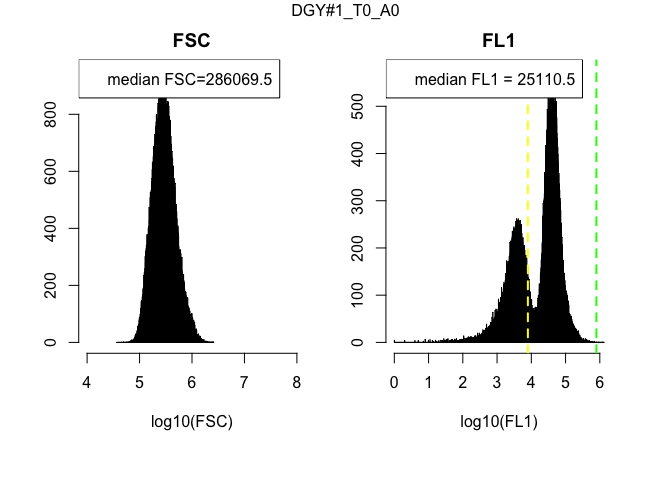 DGY#1_T0_A0
FSC
median FSC=286069.5
0
200
400
600
800
4 5 6 7 8
log10(FSC)
FL1
median FL1 = 25110.5
0
100
200
300
400
500
0 1 2 3 4 5 6
log10(FL1)